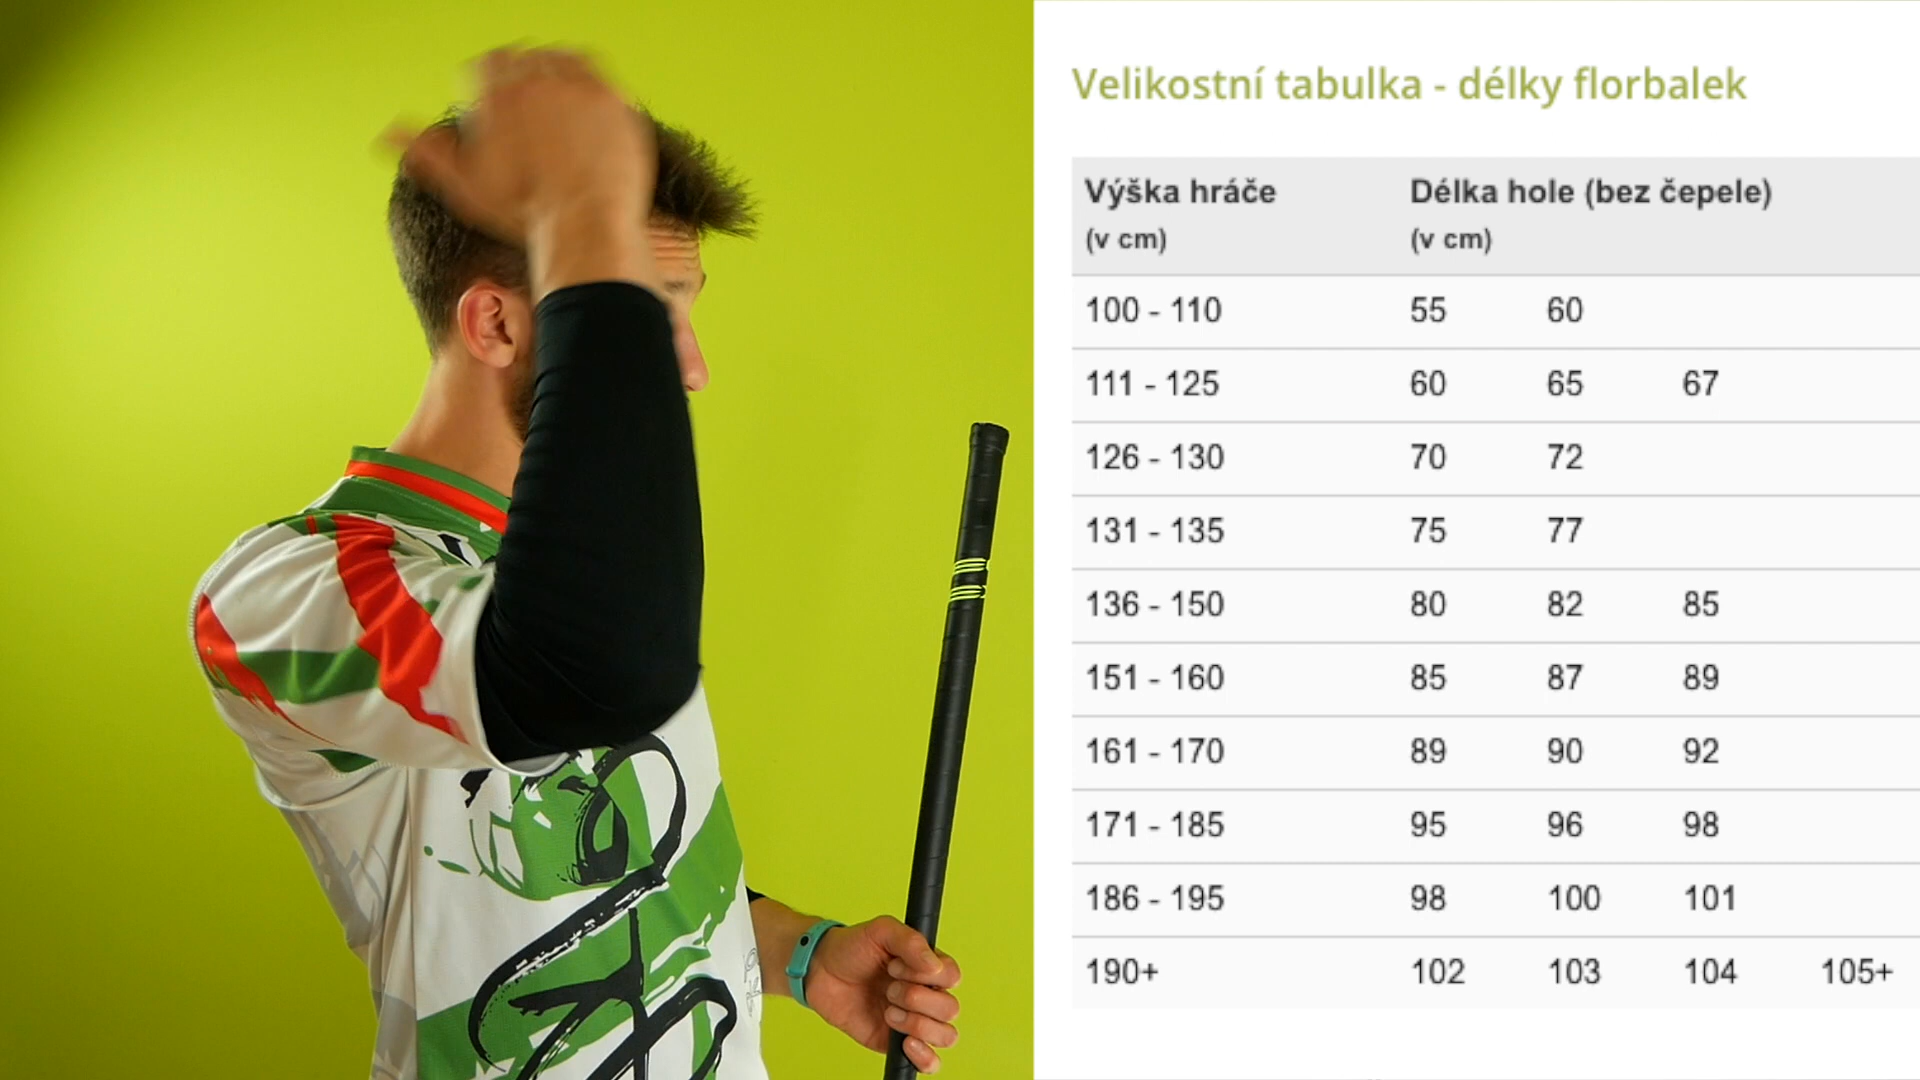 Velikostní tabulka - délky florbalek
Výška hráče Délka hole (bez čepele)
(v cm) (v cm)
100 - 110 55 60
111 - 125 60 65 67
126 - 130 70 72
131 - 135 75 77
136 - 150 80 82 85
151 - 160 85 87 89
161 - 170 89 90 92
171 - 185 95 96 98
186 - 195 98 100 101
190+ 102 103 104 105+